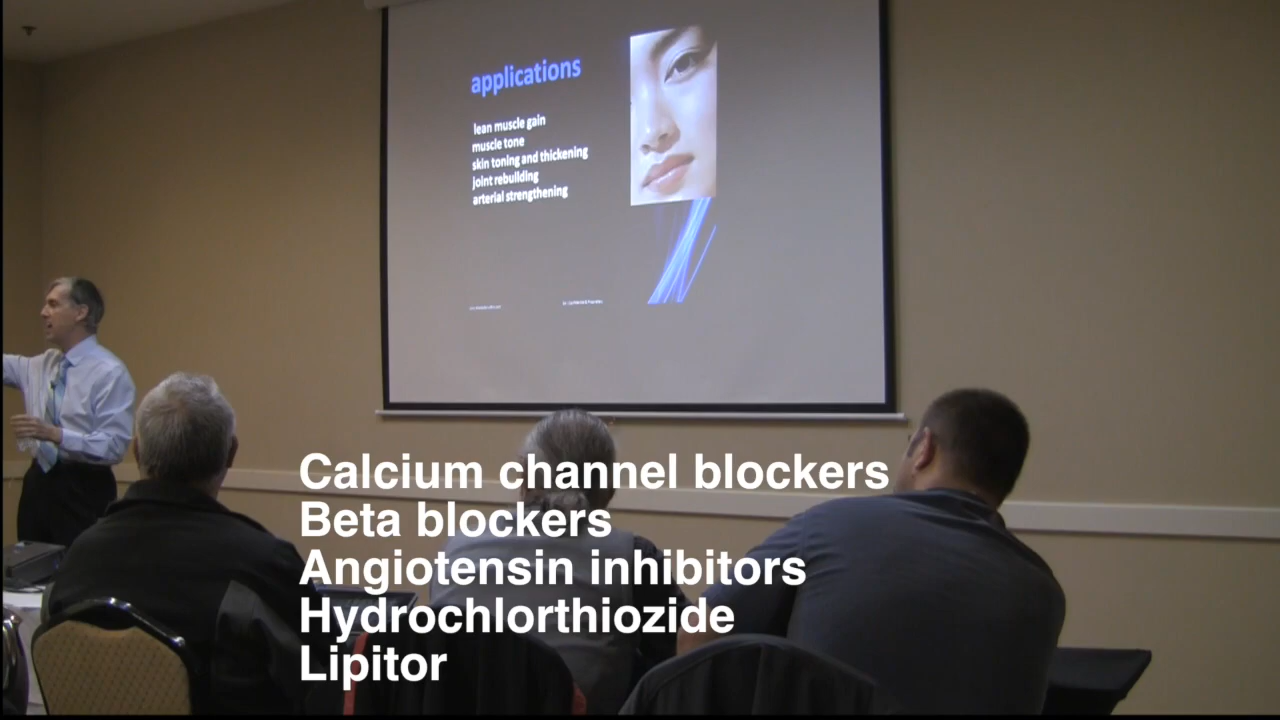 applications
lean muscle gain
muscle tone
skin toning and thickening
joint rebuilding
arterial strengthening
Calcium channel blockers
Beta blockers
Angiotensin inhibitors
Hydrochlorthiozide
Lipitor